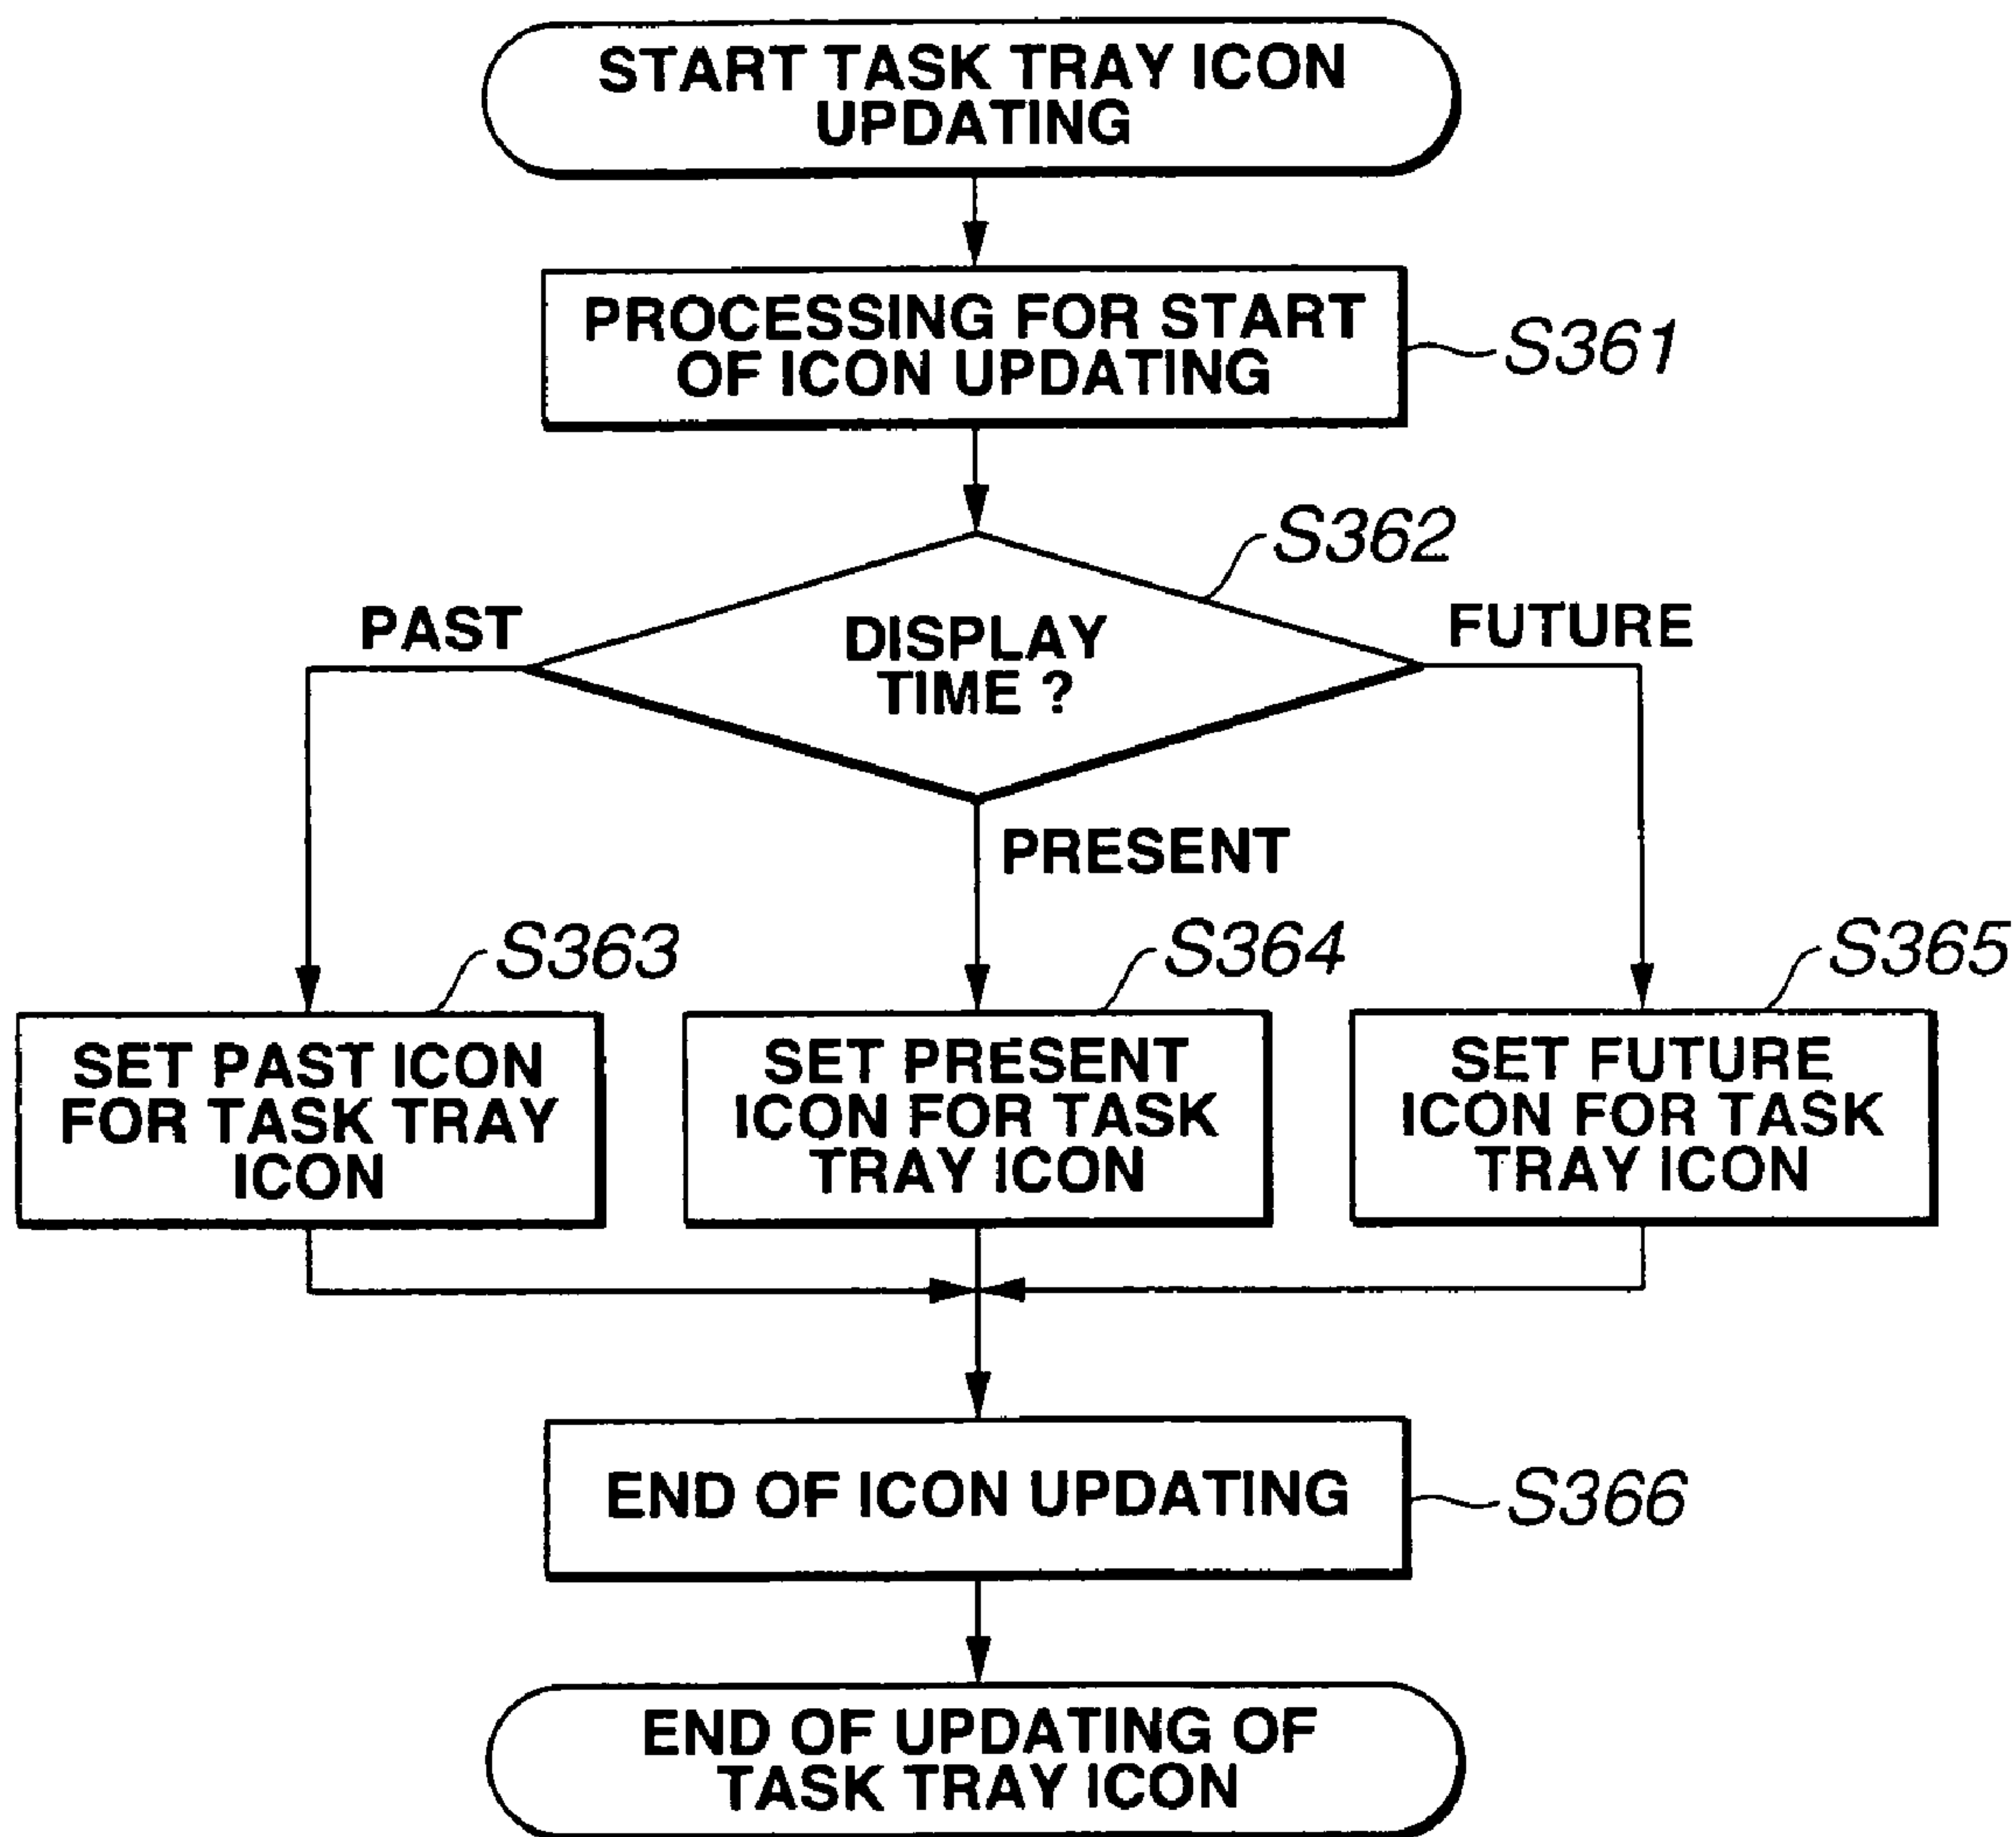 START TASK TRAY ICON
UPDATING
PROCESSING FOR START
OF ICON UPDATING
S361
S362
PAST
DISPLAY
TIME ?
FUTURE
PRESENT
S363
S364
S365
SET PAST ICON
FOR TASK TRAY
ICON
SET PRESENT
ICON FOR TASK
TRAY ICON
SET FUTURE
ICON FOR TASK
TRAY ICON
END OF ICON UPDATING
S366
END OF UPDATING OF
TASK TRAY ICON